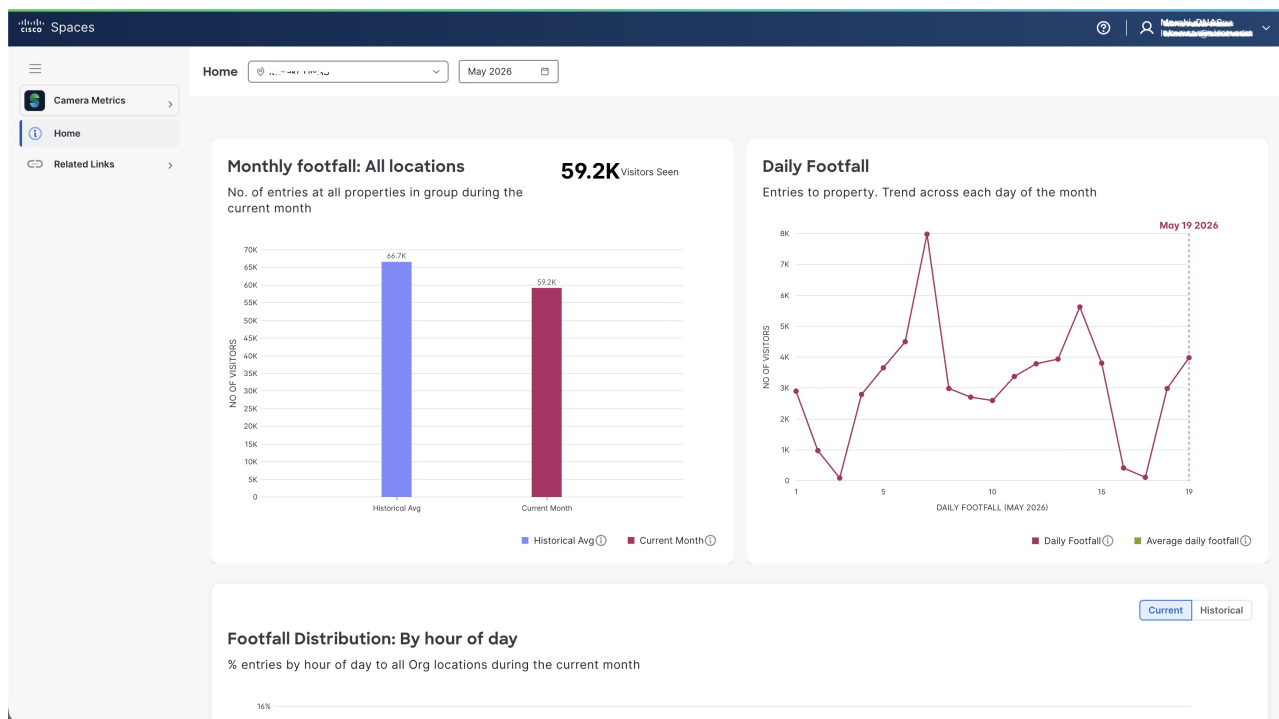 CISCO Spaces
Home
May 2026
Camera Metrics
Home
Related Links
Monthly footfall: All locations
59.2K Visitors Seen
No. of entries at all properties in group during the
current month
70K
65K
60K
55K
50K
45K
40K
35K
30K
25K
20K
15K
10K
5K
0
NO OF VISITORS
66.7K
59.2K
Historical Avg
Current Month
Historical Avg
Current Month
Daily Footfall
Entries to property. Trend across each day of the month
May 19 2026
8K
7K
6K
5K
4K
3K
2K
1K
0
NO OF VISITORS
1
5
10
15
19
DAILY FOOTFALL (MAY 2026)
Daily Footfall
Average daily footfall
Current
Historical
Footfall Distribution: By hour of day
% entries by hour of day to all Org locations during the current month
16%